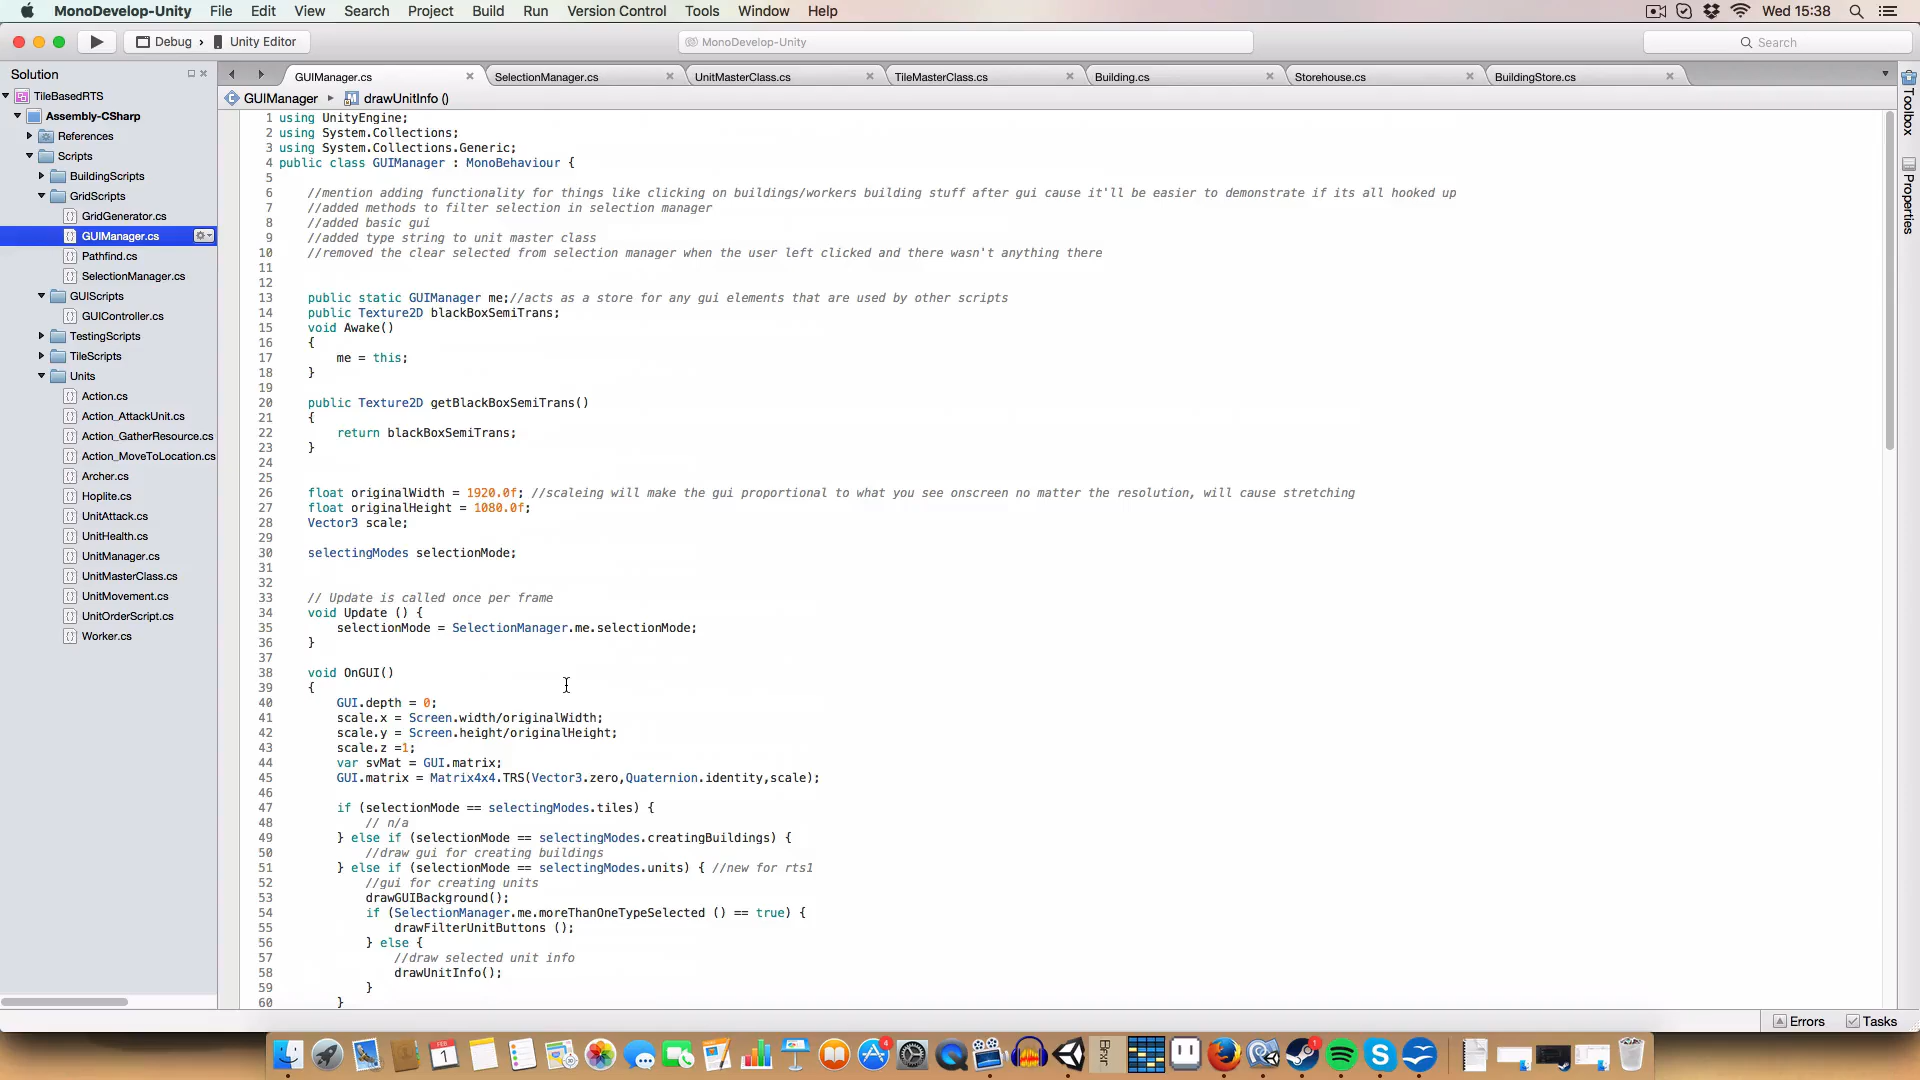 MonoDevelop-Unity File Edit View Search Project Build Run Version Control Tools Window Help Wed 15:38
Debug › Unity Editor MonoDevelop-Unity Search
Solution
TileBasedRTS
Assembly-CSharp
References
Scripts
BuildingScripts
GridScripts
GridGenerator.cs
GUIManager.cs
Pathfind.cs
SelectionManager.cs
GUIScripts
GUIController.cs
TestingScripts
TileScripts
Units
Action.cs
Action_AttackUnit.cs
Action_GatherResource.cs
Action_MoveToLocation.cs
Archer.cs
Hoplite.cs
UnitAttack.cs
UnitHealth.cs
UnitManager.cs
UnitMasterClass.cs
UnitMovement.cs
UnitOrderScript.cs
Worker.cs
GUIManager.cs SelectionManager.cs UnitMasterClass.cs TileMasterClass.cs Building.cs Storehouse.cs BuildingStore.cs
GUIManager drawUnitInfo ()
1 using UnityEngine;
2 using System.Collections;
3 using System.Collections.Generic;
4 public class GUIManager : MonoBehaviour {
5
6 //mention adding functionality for things like clicking on buildings/workers building stuff after gui cause it'll be easier to demonstrate if its all hooked up
7 //added methods to filter selection in selection manager
8 //added basic gui
9 //added type string to unit master class
10 //removed the clear selected from selection manager when the user left clicked and there wasn't anything there
11
12
13 public static GUIManager me;//acts as a store for any gui elements that are used by other scripts
14 public Texture2D blackBoxSemiTrans;
15 void Awake()
16 {
17 me = this;
18 }
19
20 public Texture2D getBlackBoxSemiTrans()
21 {
22 return blackBoxSemiTrans;
23 }
24
25
26 float originalWidth = 1920.0f; //scaleing will make the gui proportional to what you see onscreen no matter the resolution, will cause stretching
27 float originalHeight = 1080.0f;
28 Vector3 scale;
29
30 selectingModes selectionMode;
31
32
33 // Update is called once per frame
34 void Update () {
35 selectionMode = SelectionManager.me.selectionMode;
36 }
37
38 void OnGUI()
39 {
40 GUI.depth = 0;
41 scale.x = Screen.width/originalWidth;
42 scale.y = Screen.height/originalHeight;
43 scale.z =1;
44 var svMat = GUI.matrix;
45 GUI.matrix = Matrix4x4.TRS(Vector3.zero,Quaternion.identity,scale);
46
47 if (selectionMode == selectingModes.tiles) {
48 // n/a
49 } else if (selectionMode == selectingModes.creatingBuildings) {
50 //draw gui for creating buildings
51 } else if (selectionMode == selectingModes.units) { //new for rts1
52 //gui for creating units
53 drawGUIBackground();
54 if (SelectionManager.me.moreThanOneTypeSelected () == true) {
55 drawFilterUnitButtons ();
56 } else {
57 //draw selected unit info
58 drawUnitInfo();
59 }
60 }
Toolbox
Properties
Errors Tasks